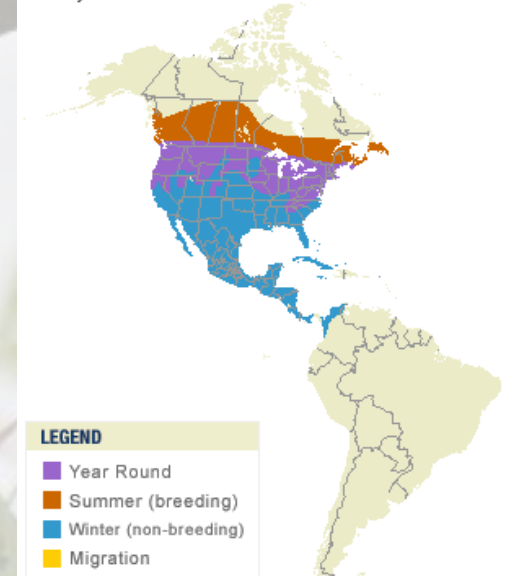 LEGEND
Year Round
Summer (breeding)
Winter (non-breeding)
Migration